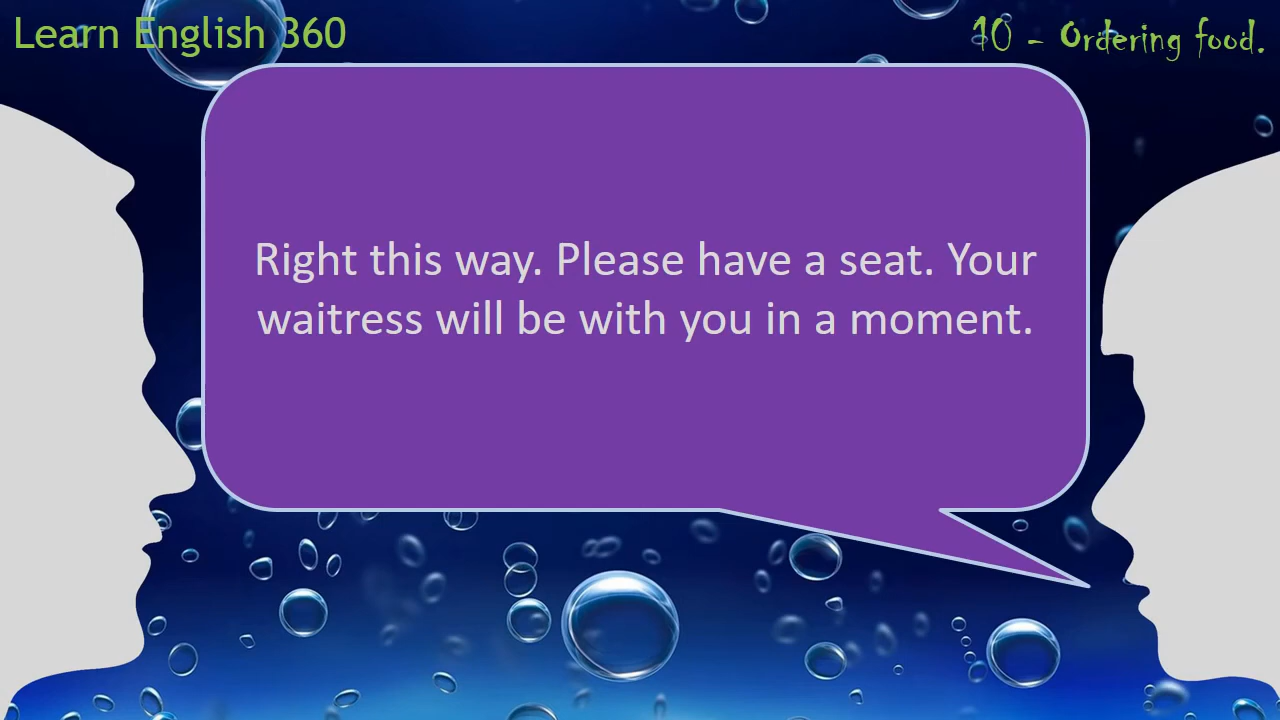 Learn English 360
10 - Ordering food.
Right this way. Please have a seat. Your
waitress will be with you in a moment.